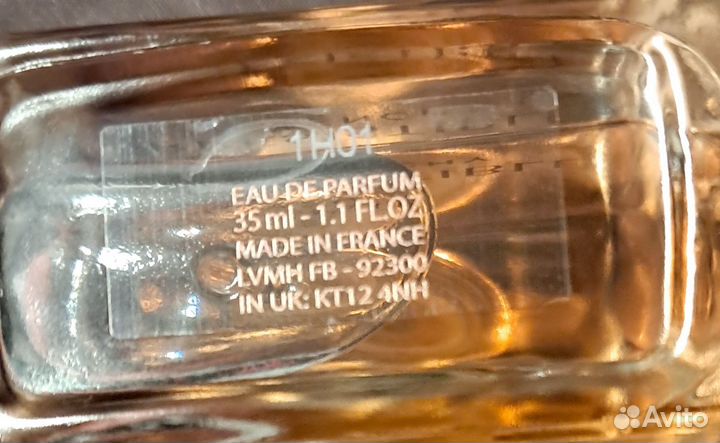 1H01
EAU DE PARFUM
35 ml - 1.1 FL.OZ
MADE IN FRANCE
LVMH FB - 92300
IN UK: KT12 4NH
Avito